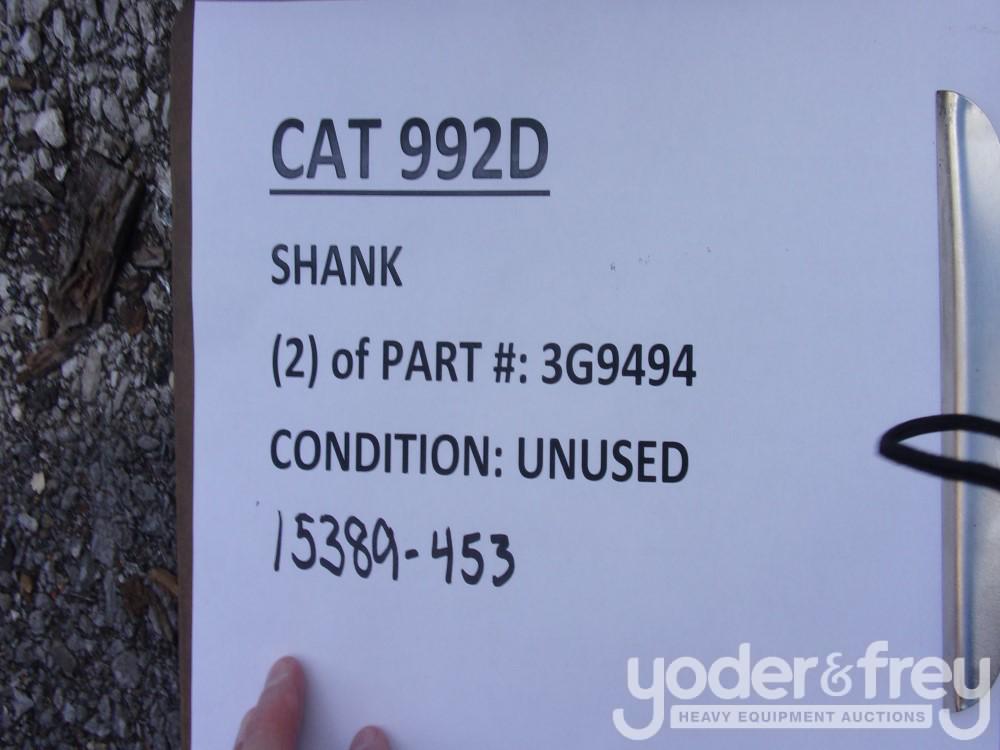 CAT 992D
SHANK
(2) of PART #: 3G9494
CONDITION: UNUSED
15389-453
yoder&frey
HEAVY EQUIPMENT AUCTIONS